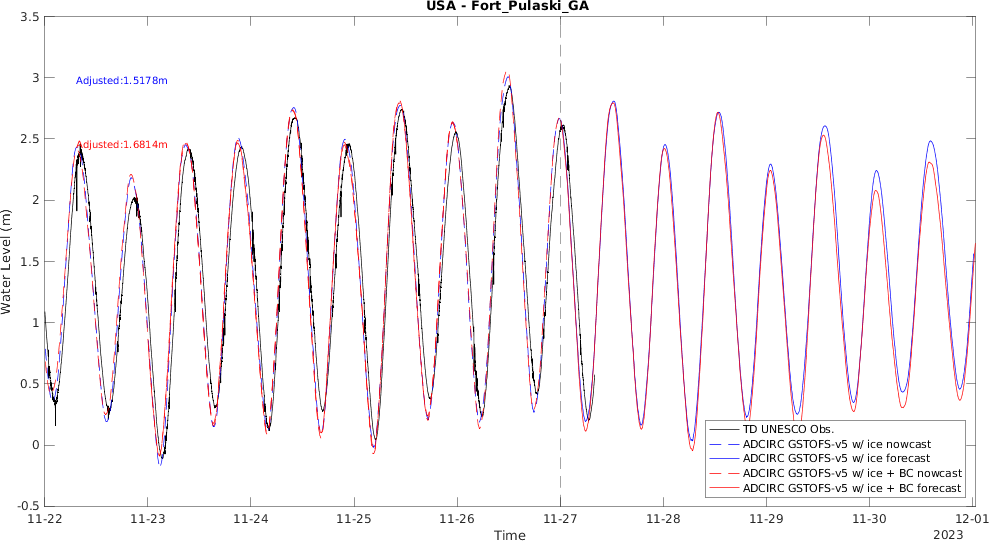 USA - Fort_Pulaski_GA
3.5
3
2.5
2
1.5
1
0.5
0
-0.5
Water Level (m)
Adjusted:1.5178m
Adjusted:1.6814m
TD UNESCO Obs.
ADCIRC GSTOFS-v5 w/ ice nowcast
ADCIRC GSTOFS-v5 w/ ice forecast
ADCIRC GSTOFS-v5 w/ ice + BC nowcast
ADCIRC GSTOFS-v5 w/ ice + BC forecast
11-22 11-23 11-24 11-25 11-26 11-27 11-28 11-29 11-30 12-01
Time
2023